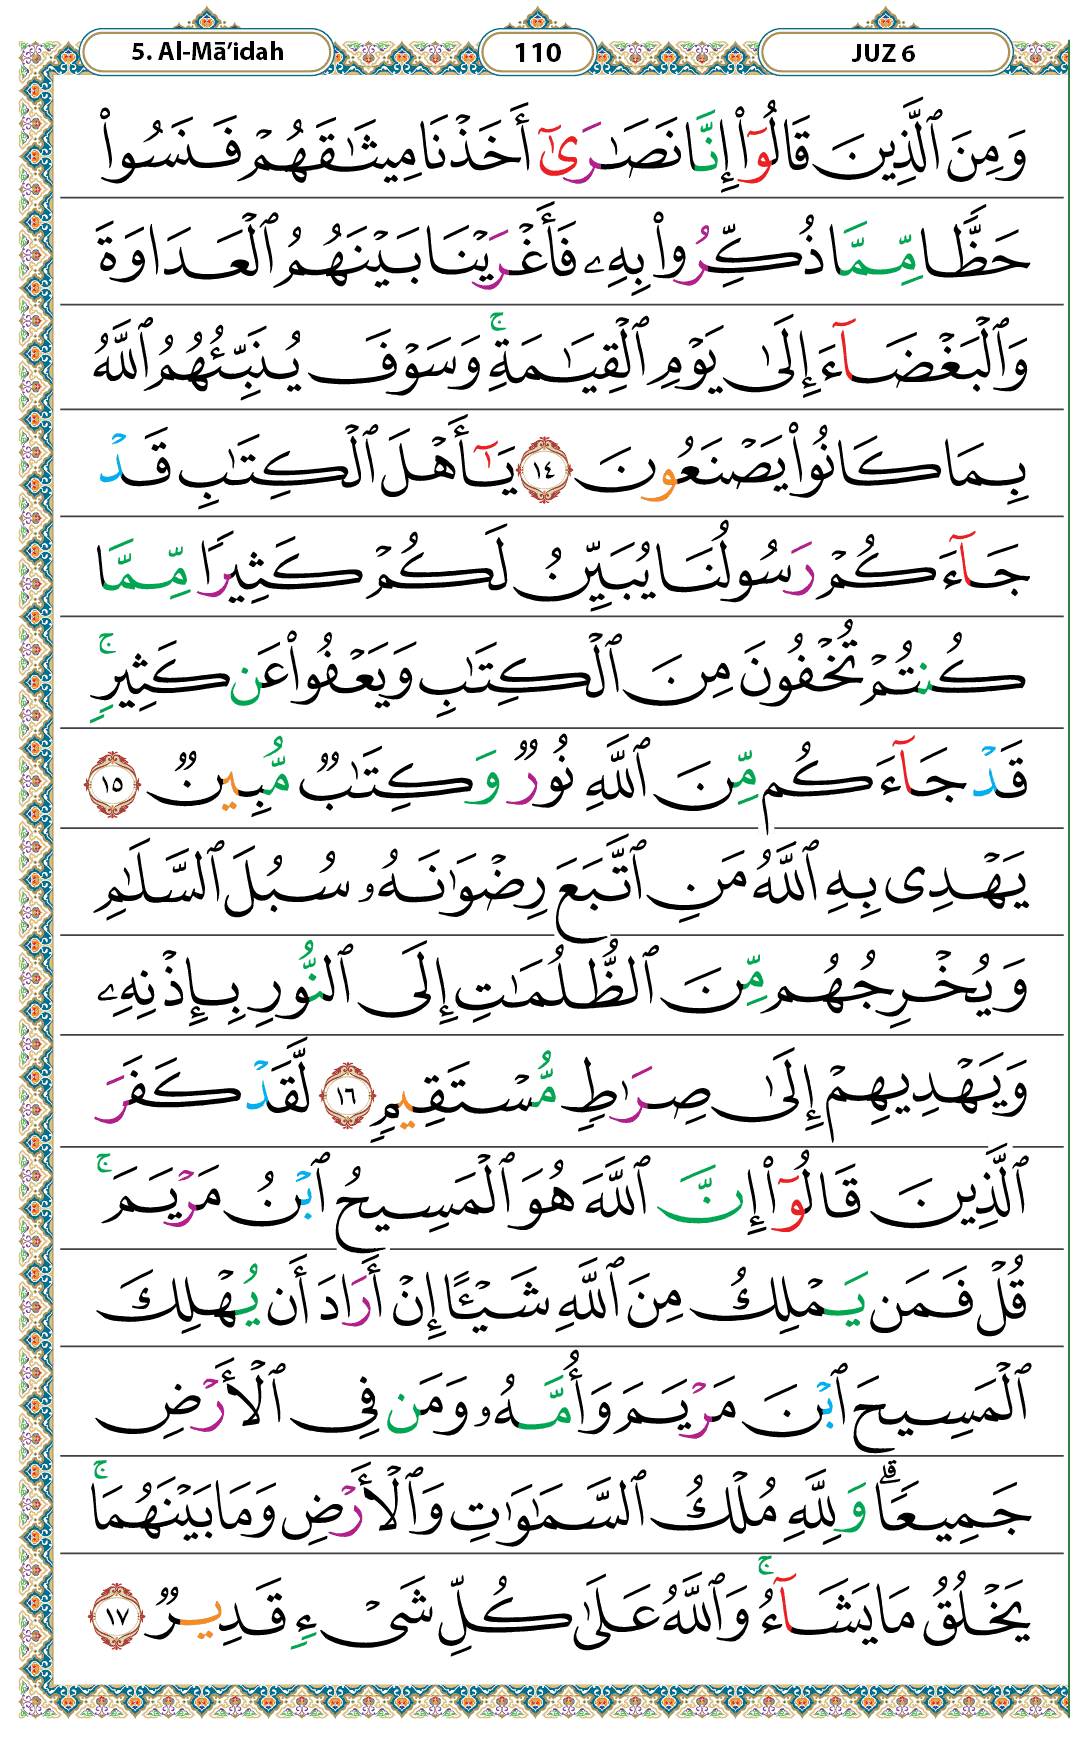 5. Al-Mā’idah 110 JUZ 6
وَمِنَ ٱلَّذِينَ قَالُوٓا۟ إِنَّا نَصَـٰرَىٰٓ أَخَذْنَا مِيثَـٰقَهُمْ فَنَسُوا۟
حَظًّا مِّمَّا ذُكِّرُوا۟ بِهِۦ فَأَغْرَيْنَا بَيْنَهُمُ ٱلْعَدَاوَةَ
وَٱلْبَغْضَآءَ إِلَىٰ يَوْمِ ٱلْقِيَـٰمَةِ ۚ وَسَوْفَ يُنَبِّئُهُمُ ٱللَّهُ
بِمَا كَانُوا۟ يَصْنَعُونَ ١٤ يَـٰٓأَهْلَ ٱلْكِتَـٰبِ قَدْ
جَآءَكُمْ رَسُولُنَا يُبَيِّنُ لَكُمْ كَثِيرًا مِّمَّا
كُنتُمْ تُخْفُونَ مِنَ ٱلْكِتَـٰبِ وَيَعْفُوا۟ عَن كَثِيرٍ ۚ
قَدْ جَآءَكُم مِّنَ ٱللَّهِ نُورٌ وَكِتَـٰبٌ مُّبِينٌ ١٥
يَهْدِى بِهِ ٱللَّهُ مَنِ ٱتَّبَعَ رِضْوَٰنَهُۥ سُبُلَ ٱلسَّلَـٰمِ
وَيُخْرِجُهُم مِّنَ ٱلظُّلُمَـٰتِ إِلَى ٱلنُّورِ بِإِذْنِهِۦ
وَيَهْدِيهِمْ إِلَىٰ صِرَٰطٍ مُّسْتَقِيمٍ ١٦ لَّقَدْ كَفَرَ
ٱلَّذِينَ قَالُوٓا۟ إِنَّ ٱللَّهَ هُوَ ٱلْمَسِيحُ ٱبْنُ مَرْيَمَ ۚ
قُلْ فَمَن يَمْلِكُ مِنَ ٱللَّهِ شَيْـًٔا إِنْ أَرَادَ أَن يُهْلِكَ
ٱلْمَسِيحَ ٱبْنَ مَرْيَمَ وَأُمَّهُۥ وَمَن فِى ٱلْأَرْضِ
جَمِيعًا ۗ وَلِلَّهِ مُلْكُ ٱلسَّمَـٰوَٰتِ وَٱلْأَرْضِ وَمَا بَيْنَهُمَا ۚ
يَخْلُقُ مَا يَشَآءُ ۚ وَٱللَّهُ عَلَىٰ كُلِّ شَىْءٍ قَدِيرٌ ١٧